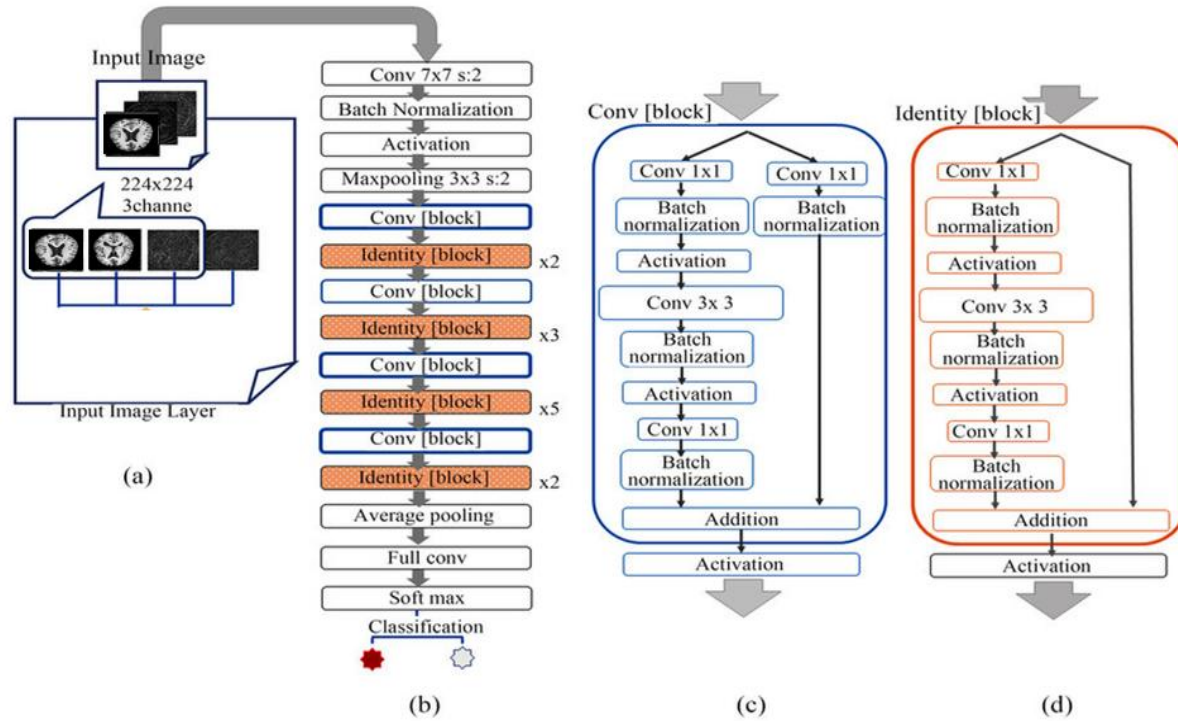 Input Image
224x224
3channe
Input Image Layer
(a)
Conv 7x7 s:2
Batch Normalization
Activation
Maxpooling 3x3 s:2
Conv [block]
Identity [block] x2
Conv [block]
Identity [block] x3
Conv [block]
Identity [block] x5
Conv [block]
Identity [block] x2
Average pooling
Full conv
Soft max
Classification
(b)
Conv [block]
Conv 1x1
Batch
normalization
Activation
Conv 3x 3
Batch
normalization
Activation
Conv 1x1
Batch
normalization
Conv 1x1
Batch
normalization
Addition
Activation
(c)
Identity [block]
Conv 1x1
Batch
normalization
Activation
Conv 3x 3
Batch
normalization
Activation
Conv 1x1
Batch
normalization
Addition
Activation
(d)